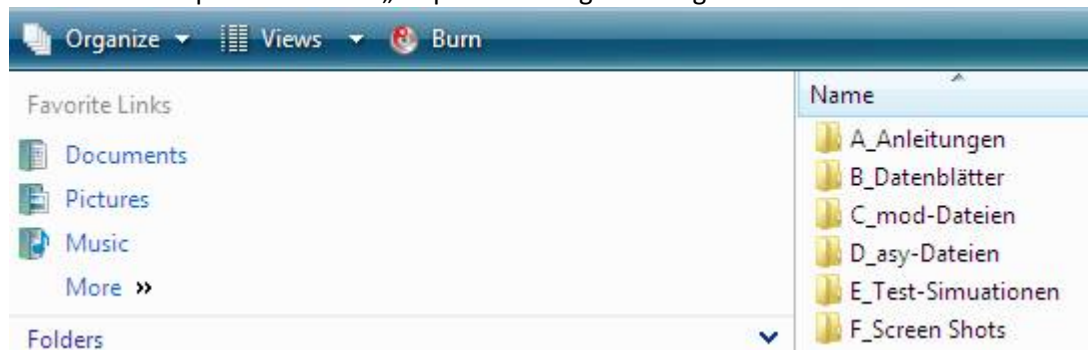 Organize Views Burn
Favorite Links
Documents
Pictures
Music
More »
Folders
Name
A_Anleitungen
B_Datenblätter
C_mod-Dateien
D_asy-Dateien
E_Test-Simuationen
F_Screen Shots